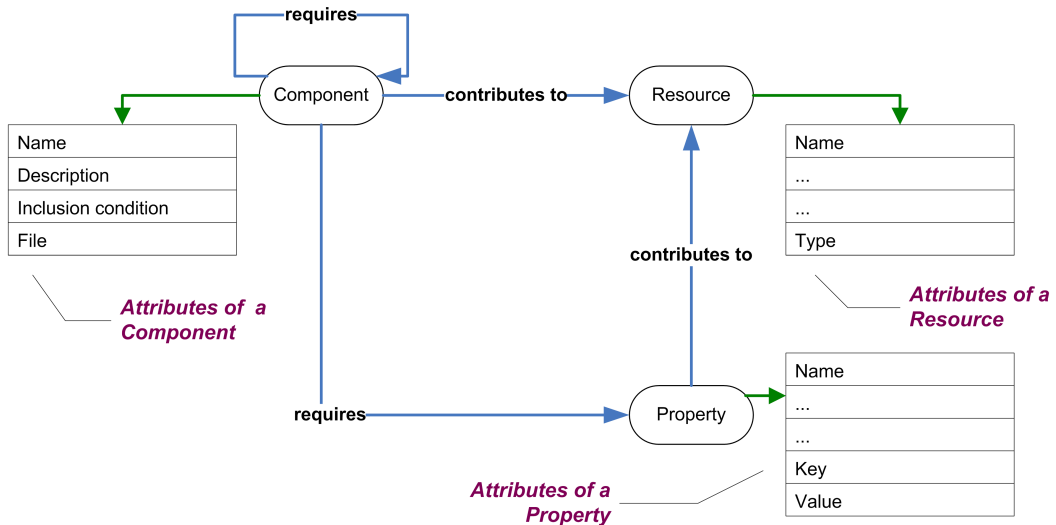 requires
Component
contributes to
Resource
Name
Description
Inclusion condition
File
Name
...
...
Type
contributes to
Attributes of  a
Component
Attributes of a
Resource
requires
Property
Name
...
...
Key
Value
Attributes of a
Property